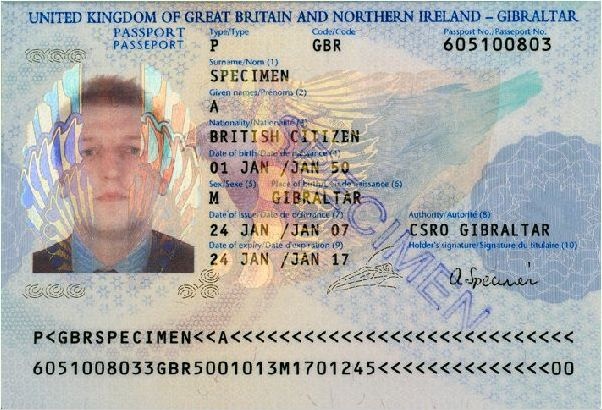 UNITED KINGDOM OF GREAT BRITAIN AND NORTHERN IRELAND – GIBRALTAR
PASSPORT Type/Type Code/Code Passport No./Passeport No.
PASSEPORT P GBR 605100803
Surname/Nom (1)
SPECIMEN
Given names/Prénoms (2)
A
Nationality/Nationalité (3)
BRITISH CITIZEN
Date of birth/Date de naissance (4)
01 JAN /JAN 50
Sex/Sexe (5) Place of birth/Lieu de naissance (6)
M GIBRALTAR
Date of issue/Date de délivrance (7) Authority/Autorité (8)
24 JAN /JAN 07 CSRO GIBRALTAR
Date of expiry/Date d'expiration (9) Holder's signature/Signature du titulaire (10)
24 JAN /JAN 17
A Specimen
SPECIMEN
P<GBRSPECIMEN<<A<<<<<<<<<<<<<<<<<<<<<<<<<<<<
6051008033GBR5001013M1701245<<<<<<<<<<<<<<00